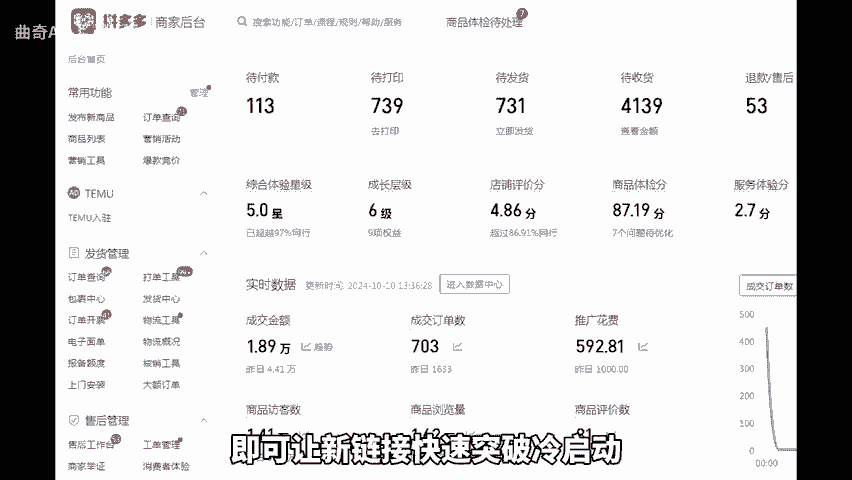 曲奇A
拼多多 商家后台 搜索功能/订单/课程/规则/帮助/服务 商品体检待处理 7
后台首页
常用功能 管理
发布新商品 订单查询
商品列表 营销活动
营销工具 爆款竞价
TEMU
TEMU入驻
发货管理
订单查询 打单工具
包裹中心 发货中心
订单开票 物流工具
电子面单 物流概况
报备额度 核销工具
上门安装 大额订单
售后管理
售后工作台 工单管理
商家举证 消费者体验
待付款 待打印 待发货 待收货 退款/售后
113 739 731 4139 53
去打印 立即发货 查看金额
综合体验星级 成长层级 店铺评价分 商品体检分 服务体验分
5.0 星 6 级 4.86 分 87.19 分 2.7 分
已超越97%同行 9项权益 超过86.91%同行 7个问题待优化
实时数据 更新时间: 2024-10-10 13:36:28 进入数据中心 成交订单数
成交金额 成交订单数 推广花费
1.89 万 趋势 703 592.81
昨日 4.41 万 昨日 1633 昨日 1000.00
商品访客数 商品浏览量 商品评价数
500
400
300
200
100
0
00:00
即可让新链接快速突破冷启动